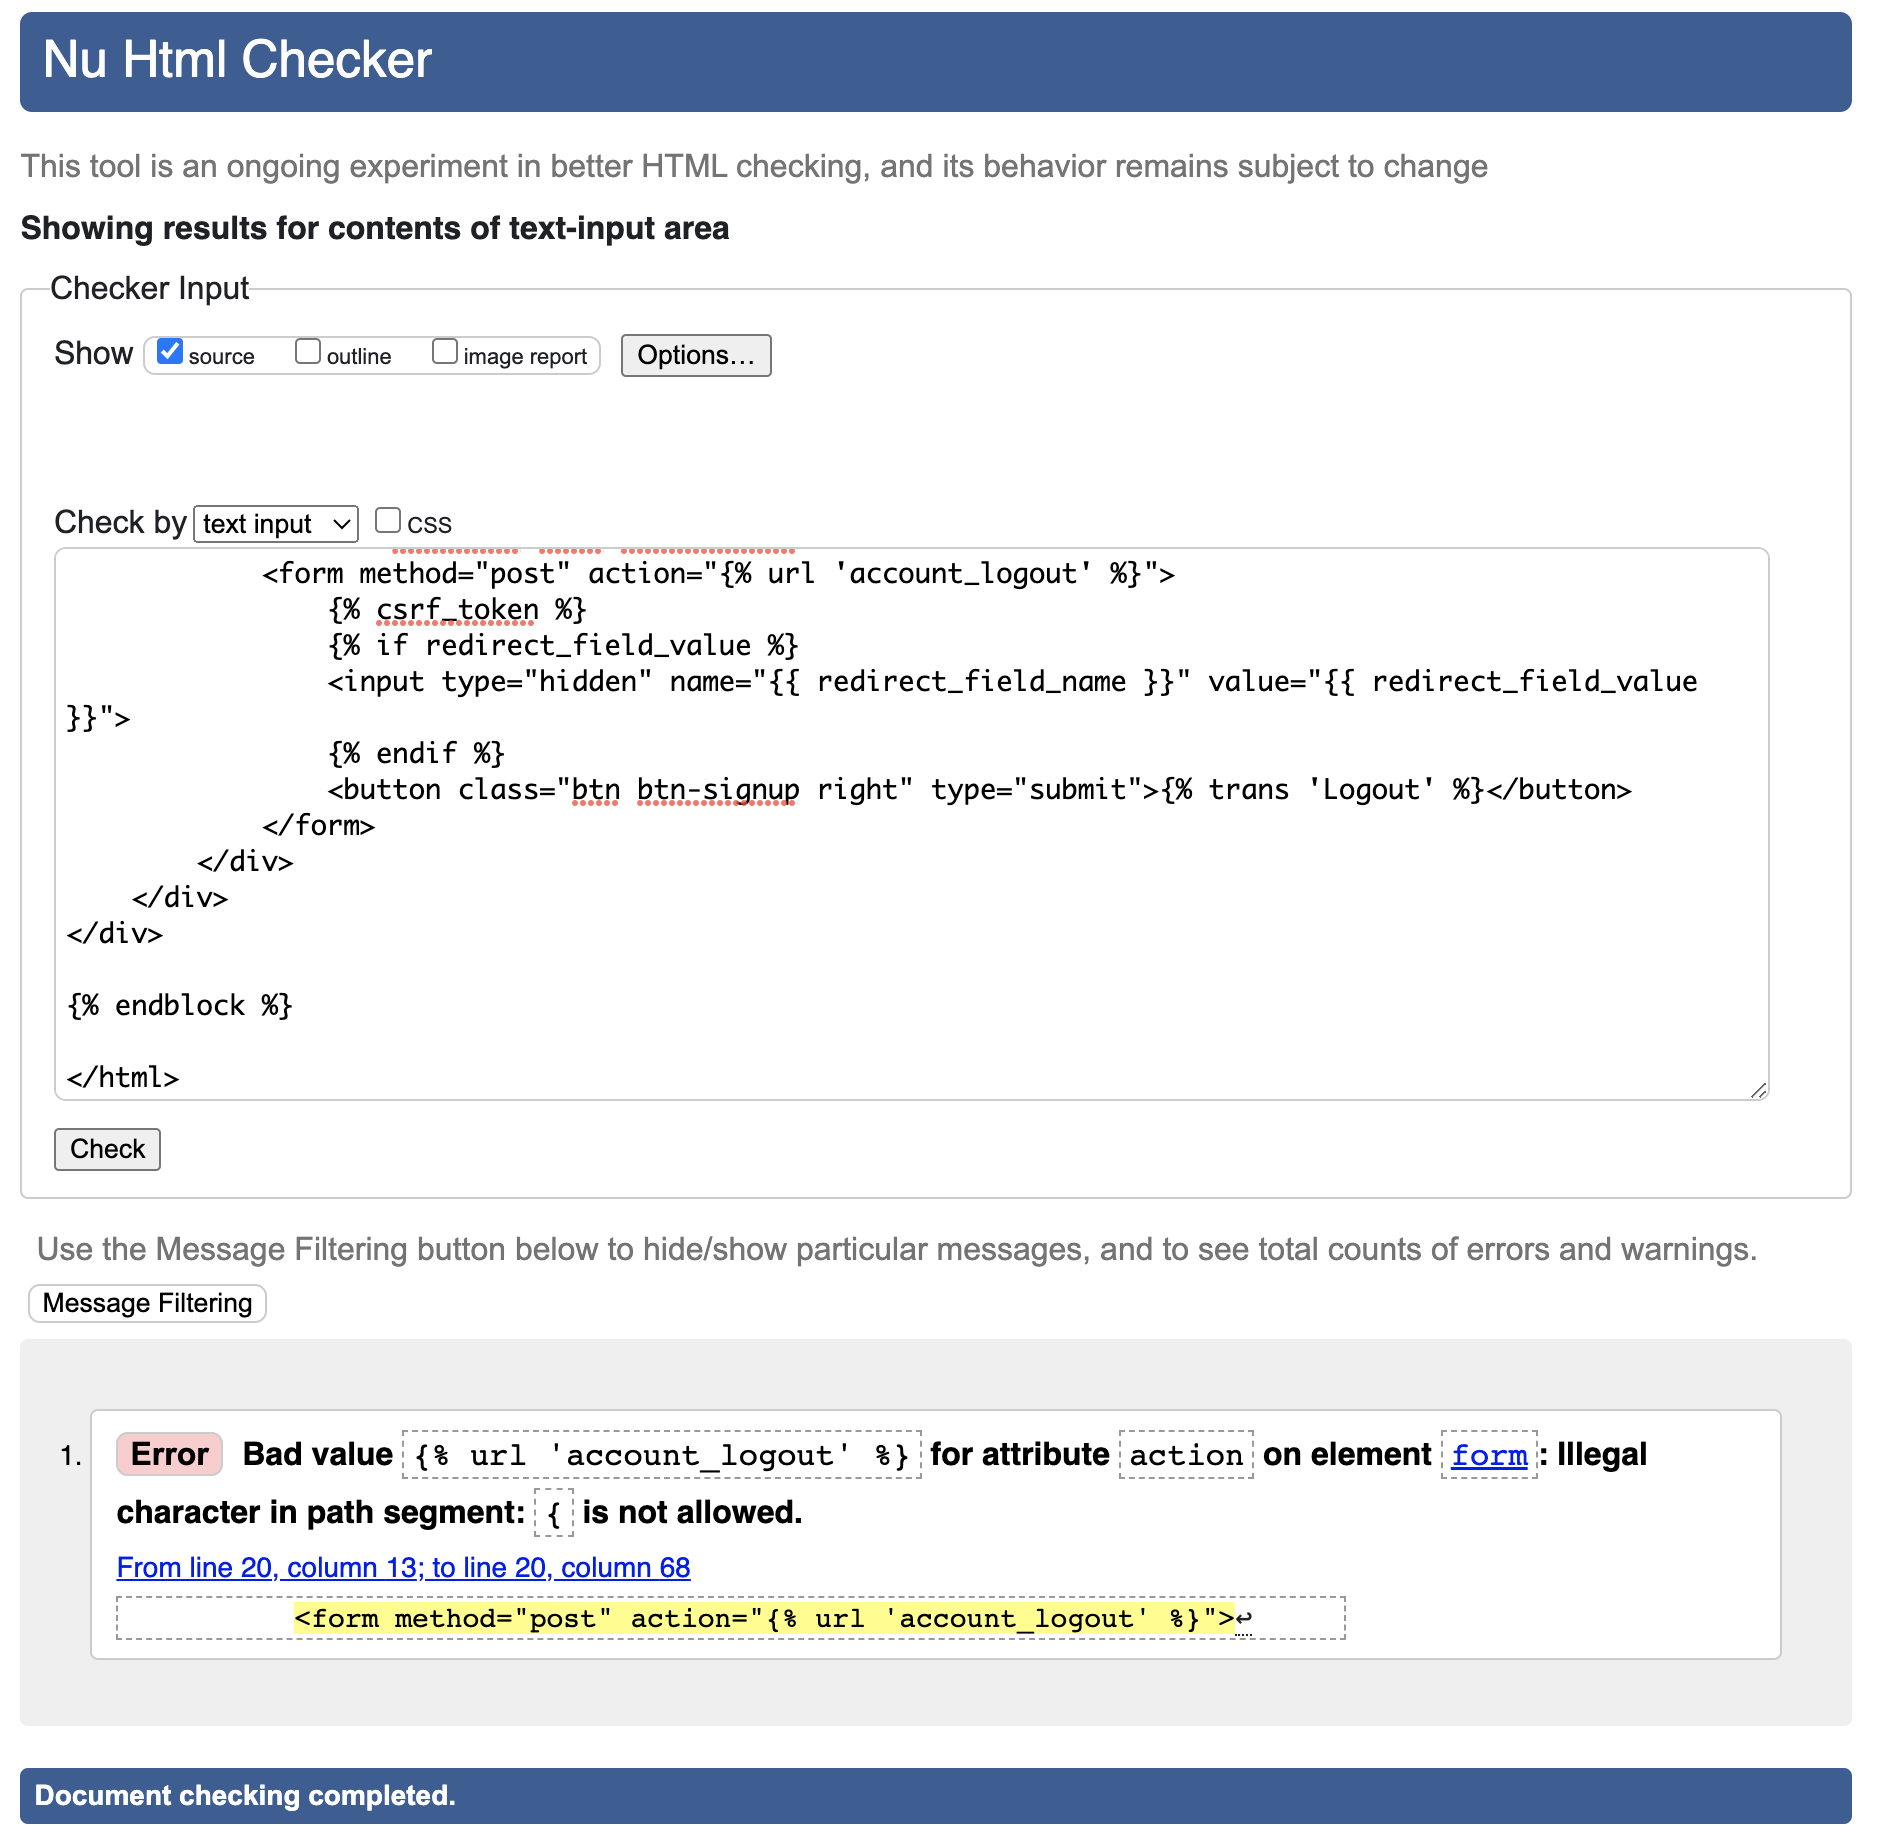 Nu Html Checker
This tool is an ongoing experiment in better HTML checking, and its behavior remains subject to change
Showing results for contents of text-input area
Checker Input
Show source outline image report Options…
Check by text input CSS
<form method="post" action="{% url 'account_logout' %}">
{% csrf_token %}
{% if redirect_field_value %}
<input type="hidden" name="{{ redirect_field_name }}" value="{{ redirect_field_value
}}">
{% endif %}
<button class="btn btn-signup right" type="submit">{% trans 'Logout' %}</button>
</form>
</div>
</div>
</div>
{% endblock %}
</html>
Check
Use the Message Filtering button below to hide/show particular messages, and to see total counts of errors and warnings.
Message Filtering
1. Error Bad value {% url 'account_logout' %} for attribute action on element form: Illegal
character in path segment: { is not allowed.
From line 20, column 13; to line 20, column 68
<form method="post" action="{% url 'account_logout' %}">↩
Document checking completed.